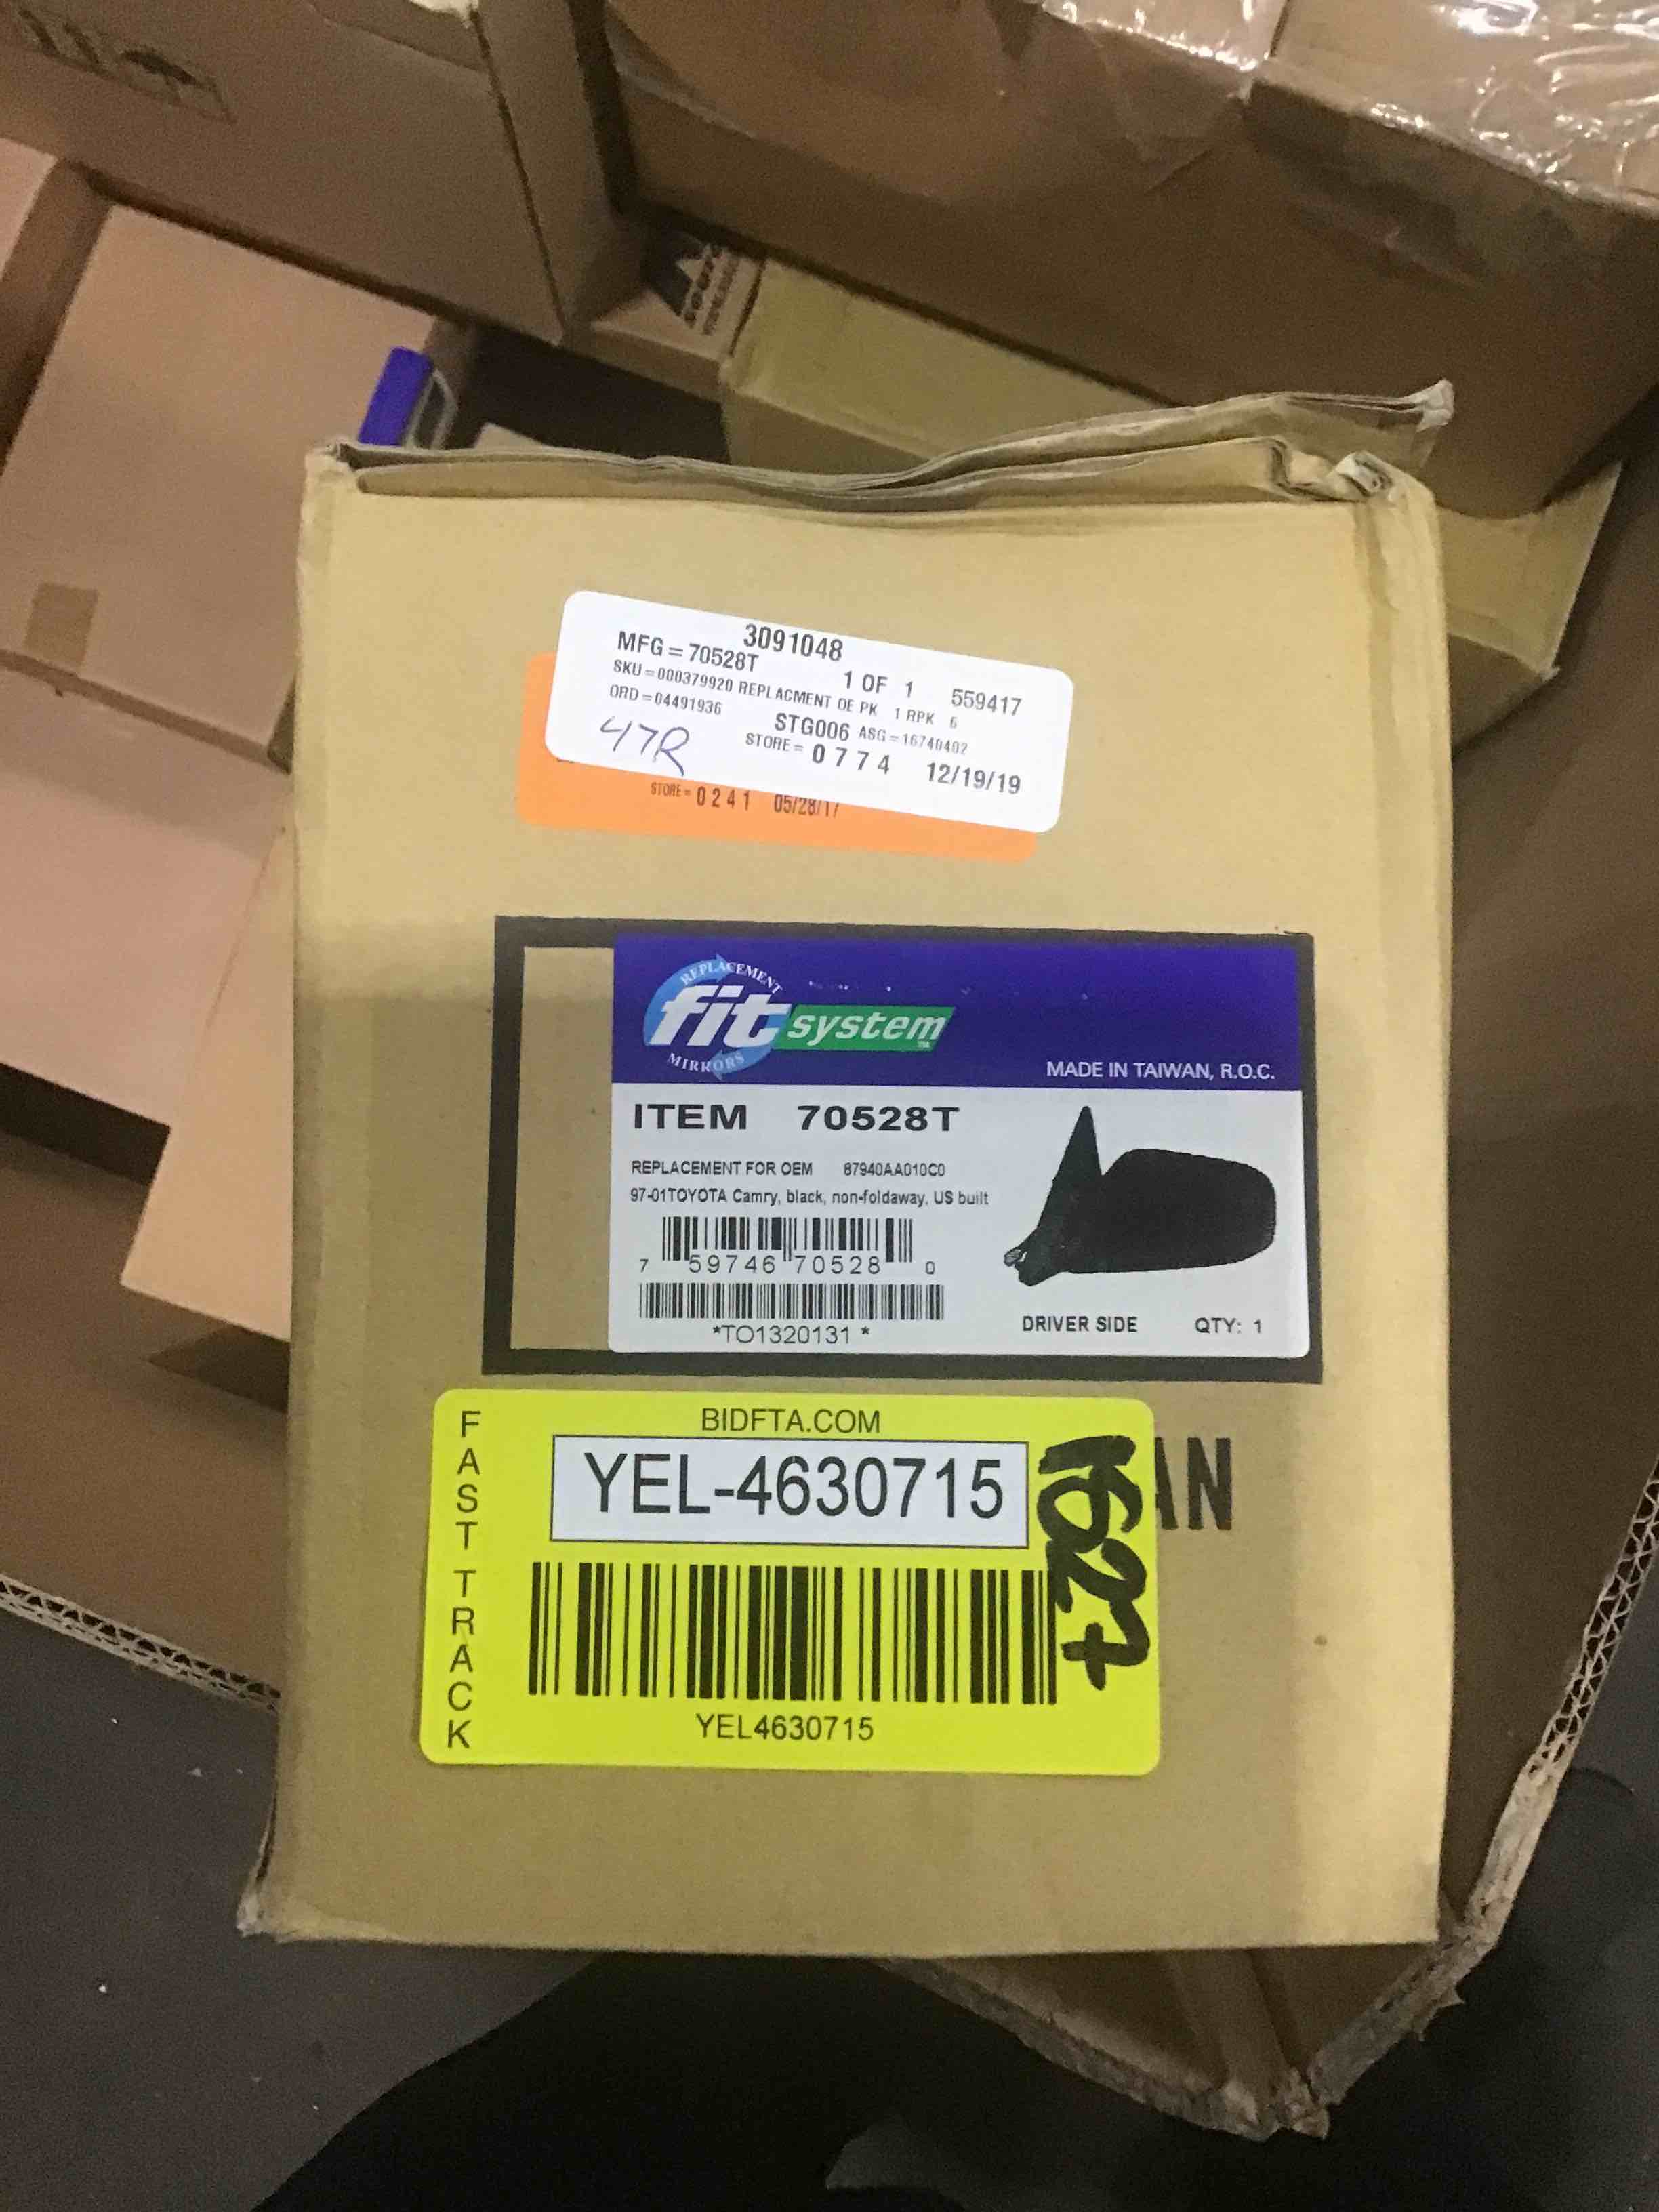 3091048
MFG=70528T 1 OF 1 559417
SKU=000379920 REPLACMENT OE PK 1 RPK 6
ORD=04491936 STG006 ASG=16740402
47R STORE= 0774 12/19/19
STORE= 0241 05/28/17
REPLACEMENT
fit system
MIRRORS
MADE IN TAIWAN, R.O.C.
ITEM 70528T
REPLACEMENT FOR OEM 87940AA010C0
97-01TOYOTA Camry, black, non-foldaway, US built
7 59746 70528 0
*TO1320131 *
DRIVER SIDE QTY: 1
BIDFTA.COM
FAST TRACK
YEL-4630715
1627
AN
YEL4630715